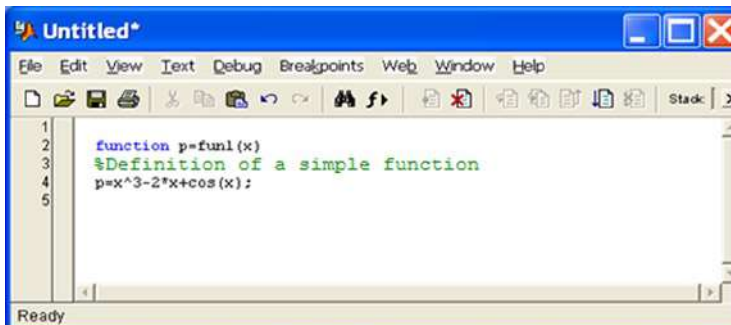 Untitled*
File Edit View Text Debug Breakpoints Web Window Help
Stack:
1
2 function p=fun1(x)
3 %Definition of a simple function
4 p=x^3-2*x+cos(x);
5
Ready